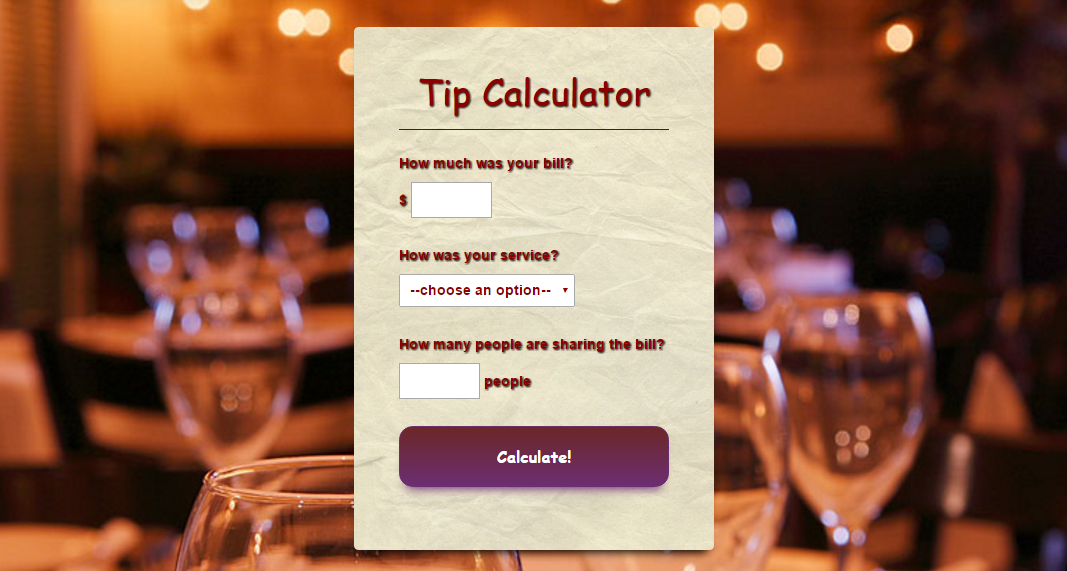 Tip Calculator
How much was your bill?
$
How was your service?
--choose an option--
How many people are sharing the bill?
people
Calculate!